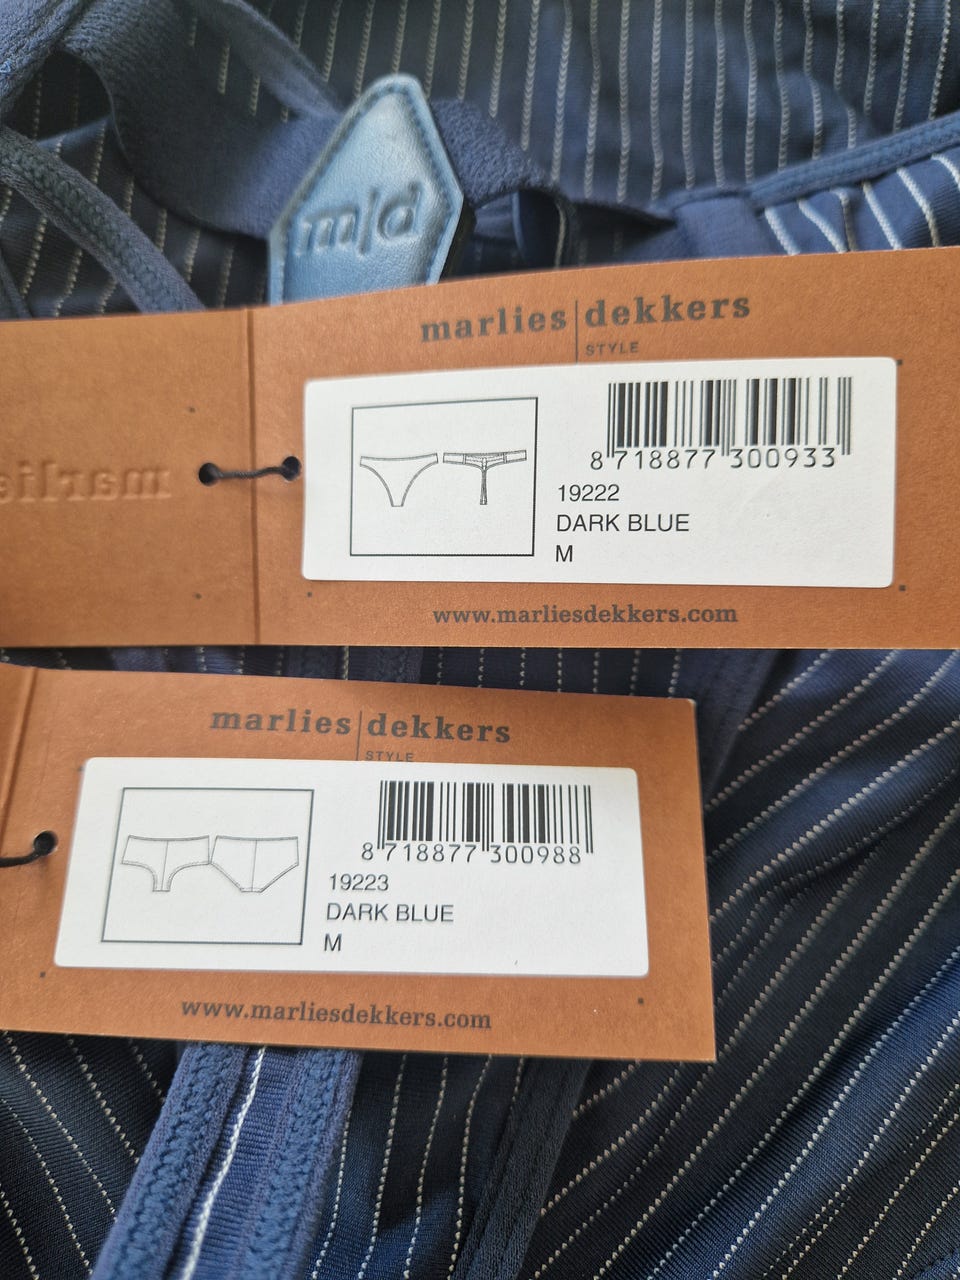 m|d
marlies|dekkers
STYLE
8 718877 300933
19222
DARK BLUE
M
www.marliesdekkers.com
marlies
marlies|dekkers
STYLE
8 718877 300988
19223
DARK BLUE
M
www.marliesdekkers.com